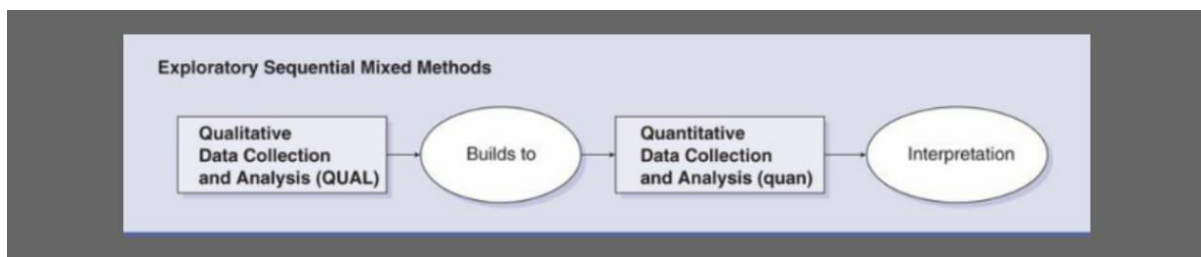 Exploratory Sequential Mixed Methods
Qualitative
Data Collection
and Analysis (QUAL)
Builds to
Quantitative
Data Collection
and Analysis (quan)
Interpretation